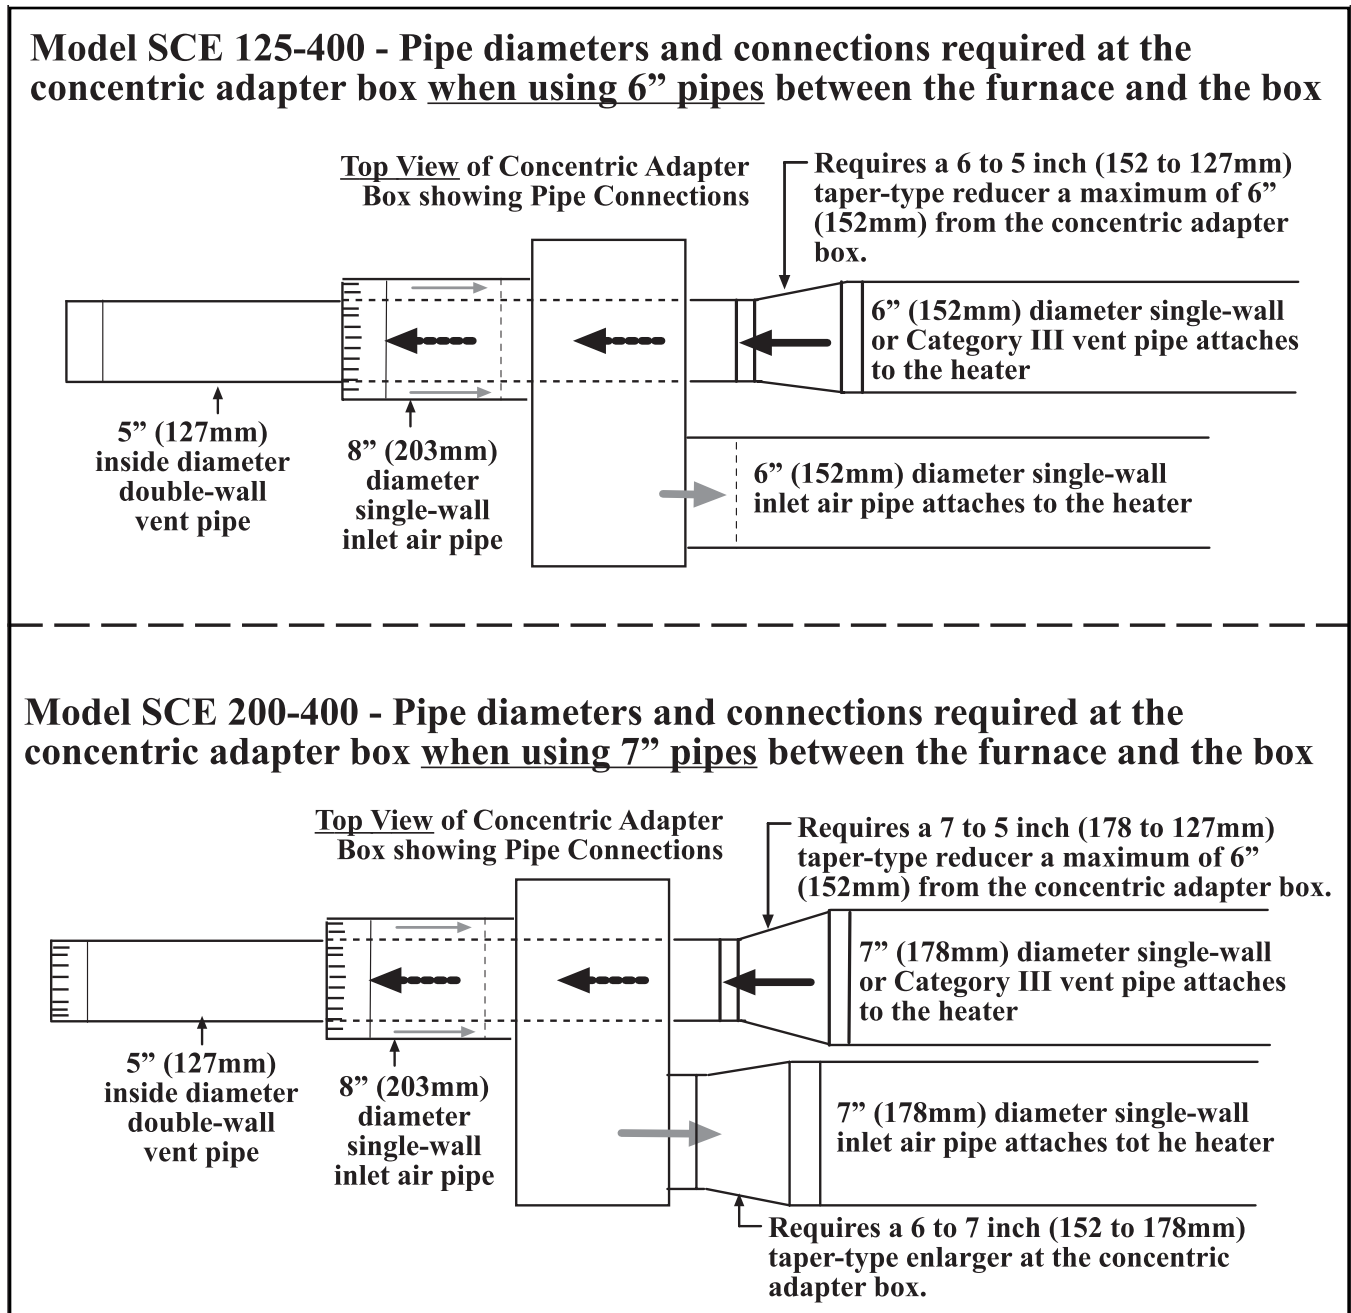 Model SCE 125-400 - Pipe diameters and connections required at the
concentric adapter box when using 6” pipes between the furnace and the box
Top View of Concentric Adapter
Box showing Pipe Connections
Requires a 6 to 5 inch (152 to 127mm)
taper-type reducer a maximum of 6”
(152mm) from the concentric adapter
box.
6” (152mm) diameter single-wall
or Category III vent pipe attaches
to the heater
5” (127mm)
inside diameter
double-wall
vent pipe
8” (203mm)
diameter
single-wall
inlet air pipe
6” (152mm) diameter single-wall
inlet air pipe attaches to the heater
Model SCE 200-400 - Pipe diameters and connections required at the
concentric adapter box when using 7” pipes between the furnace and the box
Top View of Concentric Adapter
Box showing Pipe Connections
Requires a 7 to 5 inch (178 to 127mm)
taper-type reducer a maximum of 6”
(152mm) from the concentric adapter box.
7” (178mm) diameter single-wall
or Category III vent pipe attaches
to the heater
5” (127mm)
inside diameter
double-wall
vent pipe
8” (203mm)
diameter
single-wall
inlet air pipe
7” (178mm) diameter single-wall
inlet air pipe attaches tot he heater
Requires a 6 to 7 inch (152 to 178mm)
taper-type enlarger at the concentric
adapter box.